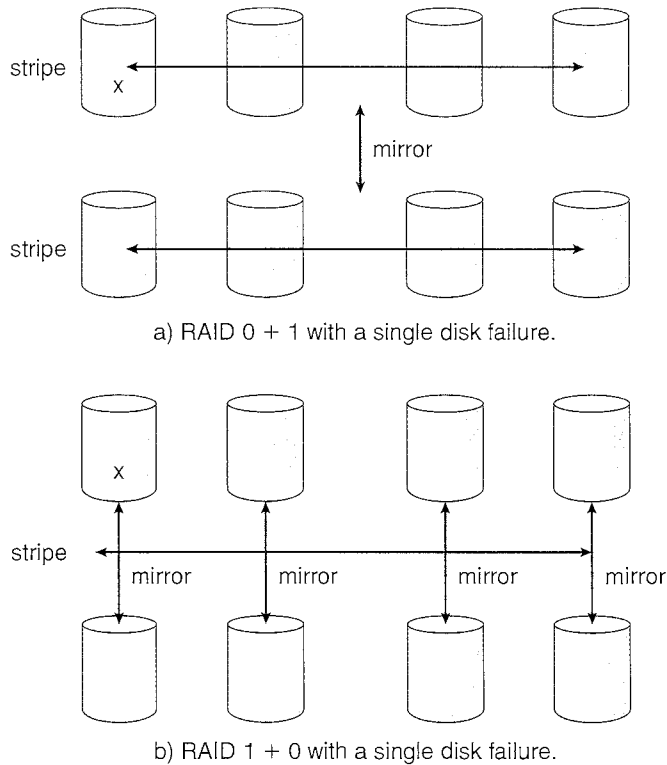 stripe
x
mirror
stripe
a) RAID 0 + 1 with a single disk failure.
x
stripe
mirror mirror mirror mirror
b) RAID 1 + 0 with a single disk failure.